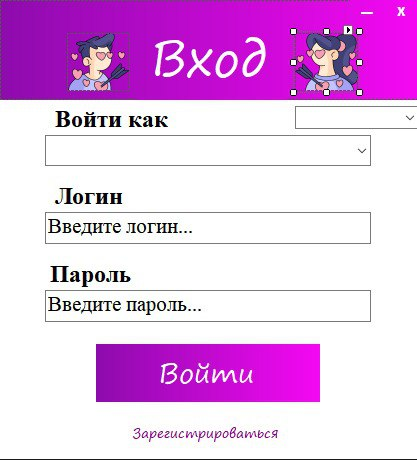 X
Вход
Войти как
Логин
Введите логин...
Пароль
Введите пароль...
Войти
Зарегистрироваться